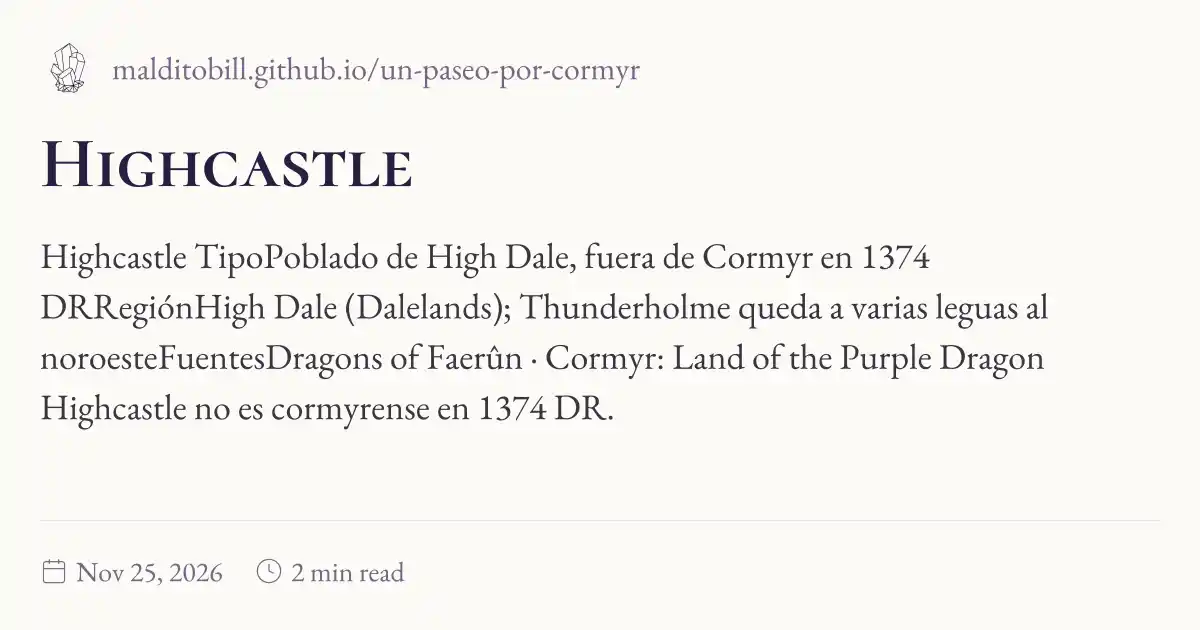 malditobill.github.io/un-paseo-por-cormyr
Highcastle
Highcastle TipoPoblado de High Dale, fuera de Cormyr en 1374
DRRegiónHigh Dale (Dalelands); Thunderholme queda a varias leguas al
noroesteFuentesDragons of Faerûn · Cormyr: Land of the Purple Dragon
Highcastle no es cormyrense en 1374 DR.
Nov 25, 2026 2 min read